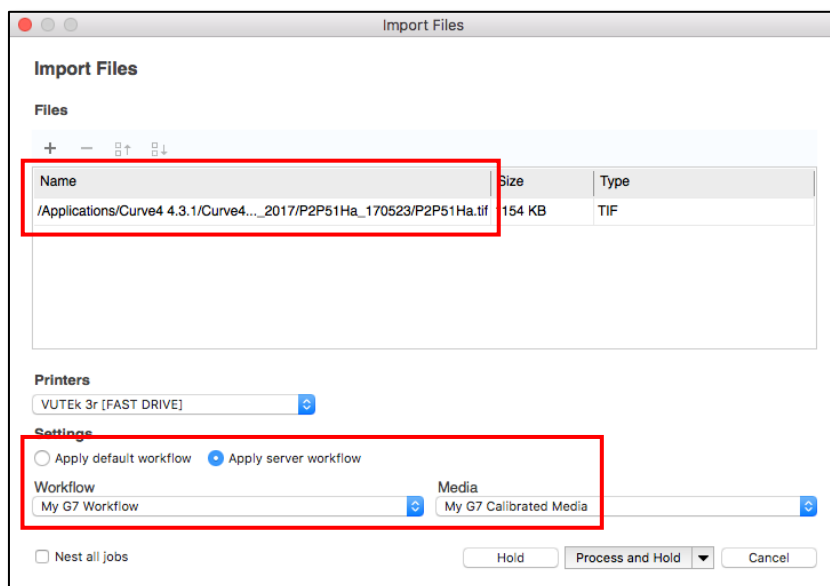 Import Files
Import Files
Files
Name Size Type
/Applications/Curve4 4.3.1/Curve4..._2017/P2P51Ha_170523/P2P51Ha.tif 1154 KB TIF
Printers
VUTEk 3r [FAST DRIVE]
Settings
Apply default workflow Apply server workflow
Workflow Media
My G7 Workflow My G7 Calibrated Media
Nest all jobs Hold Process and Hold Cancel